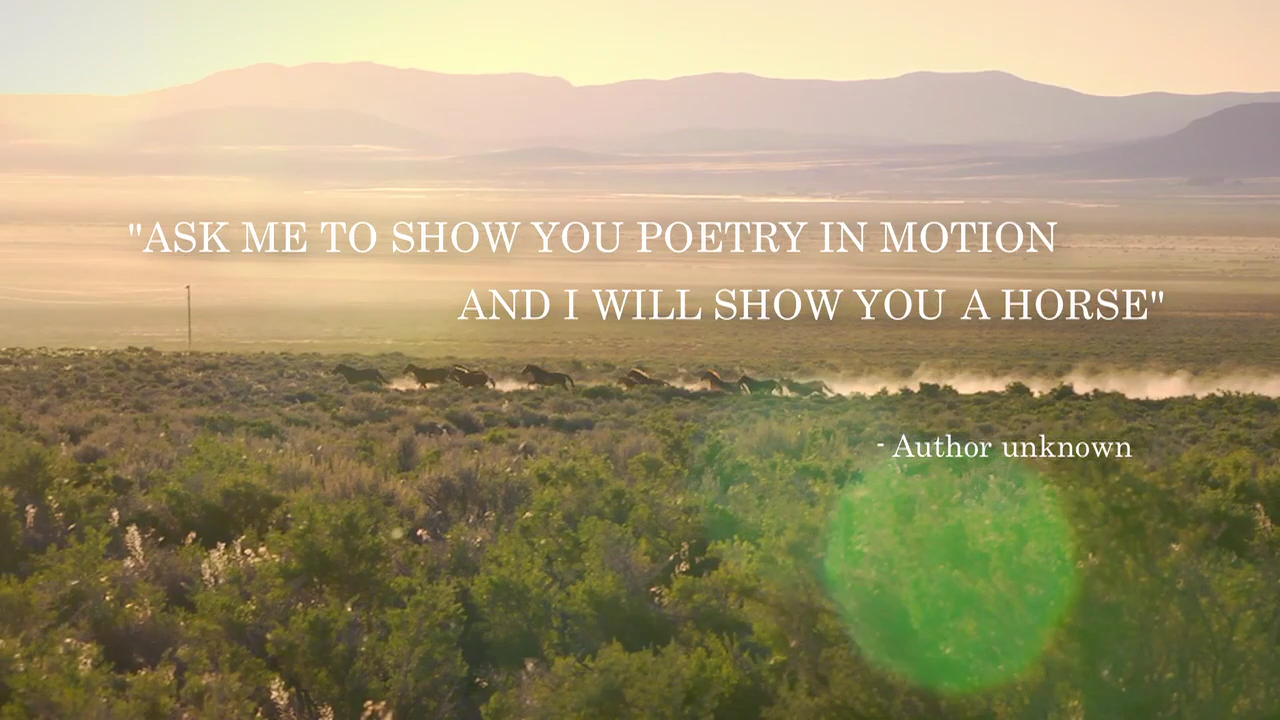 "ASK ME TO SHOW YOU POETRY IN MOTION
AND I WILL SHOW YOU A HORSE"
- Author unknown